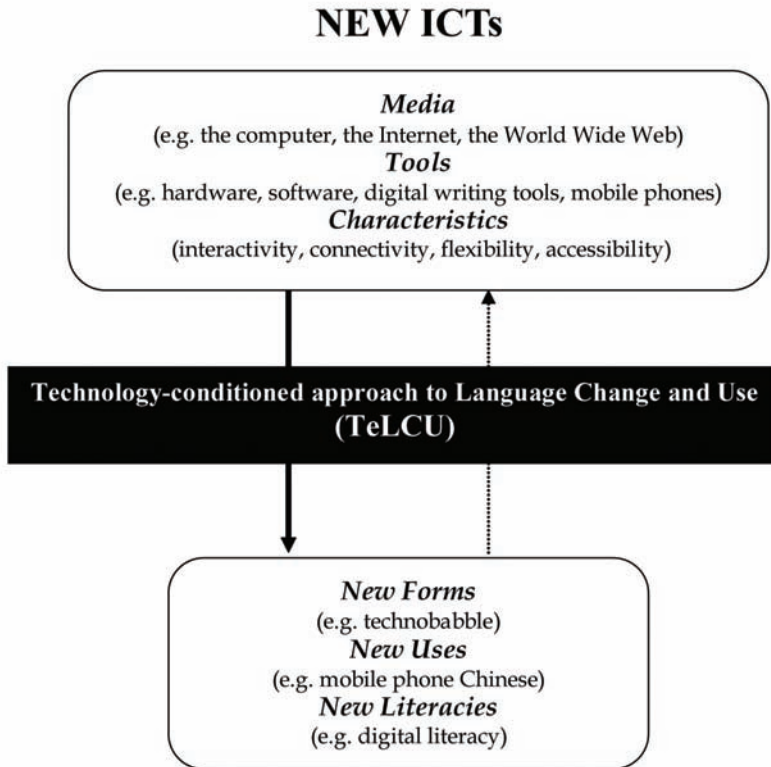 NEW ICTs
Media
(e.g. the computer, the Internet, the World Wide Web)
Tools
(e.g. hardware, software, digital writing tools, mobile phones)
Characteristics
(interactivity, connectivity, flexibility, accessibility)
Technology-conditioned approach to Language Change and Use
(TeLCU)
New Forms
(e.g. technobabble)
New Uses
(e.g. mobile phone Chinese)
New Literacies
(e.g. digital literacy)